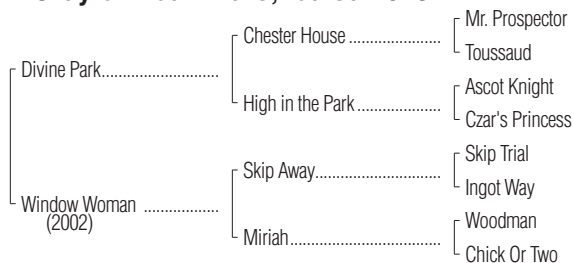 Chester House
Mr. Prospector
Toussaud
Divine Park
High in the Park
Ascot Knight
Czar's Princess
Window Woman
(2002)
Skip Away
Skip Trial
Ingot Way
Miriah
Woodman
Chick Or Two